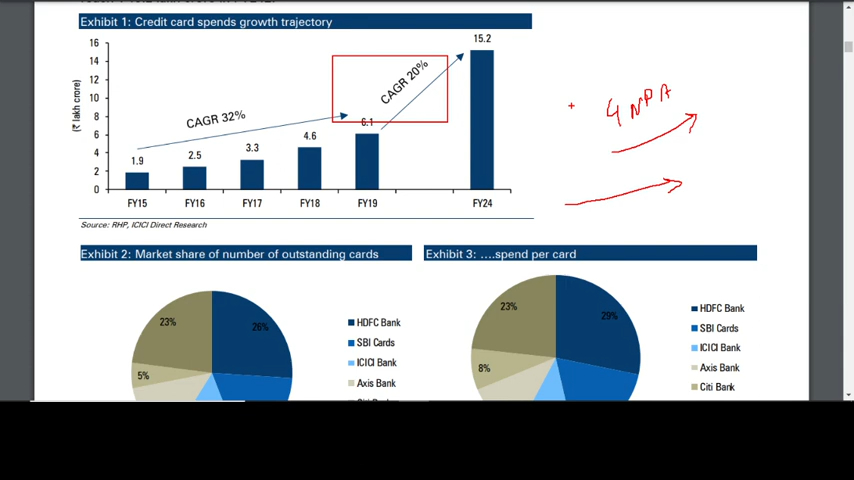 Exhibit 1: Credit card spends growth trajectory
(₹ lakh crore)
16
14
12
10
8
6
4
2
0
1.9
2.5
3.3
4.6
6.1
15.2
CAGR 32%
CAGR 20%
FY15 FY16 FY17 FY18 FY19 FY24
NPA
Source: RHP, ICICI Direct Research
Exhibit 2: Market share of number of outstanding cards
23%
26%
5%
HDFC Bank
SBI Cards
ICICI Bank
Axis Bank
Exhibit 3: ....spend per card
23%
29%
8%
HDFC Bank
SBI Cards
ICICI Bank
Axis Bank
Citi Bank